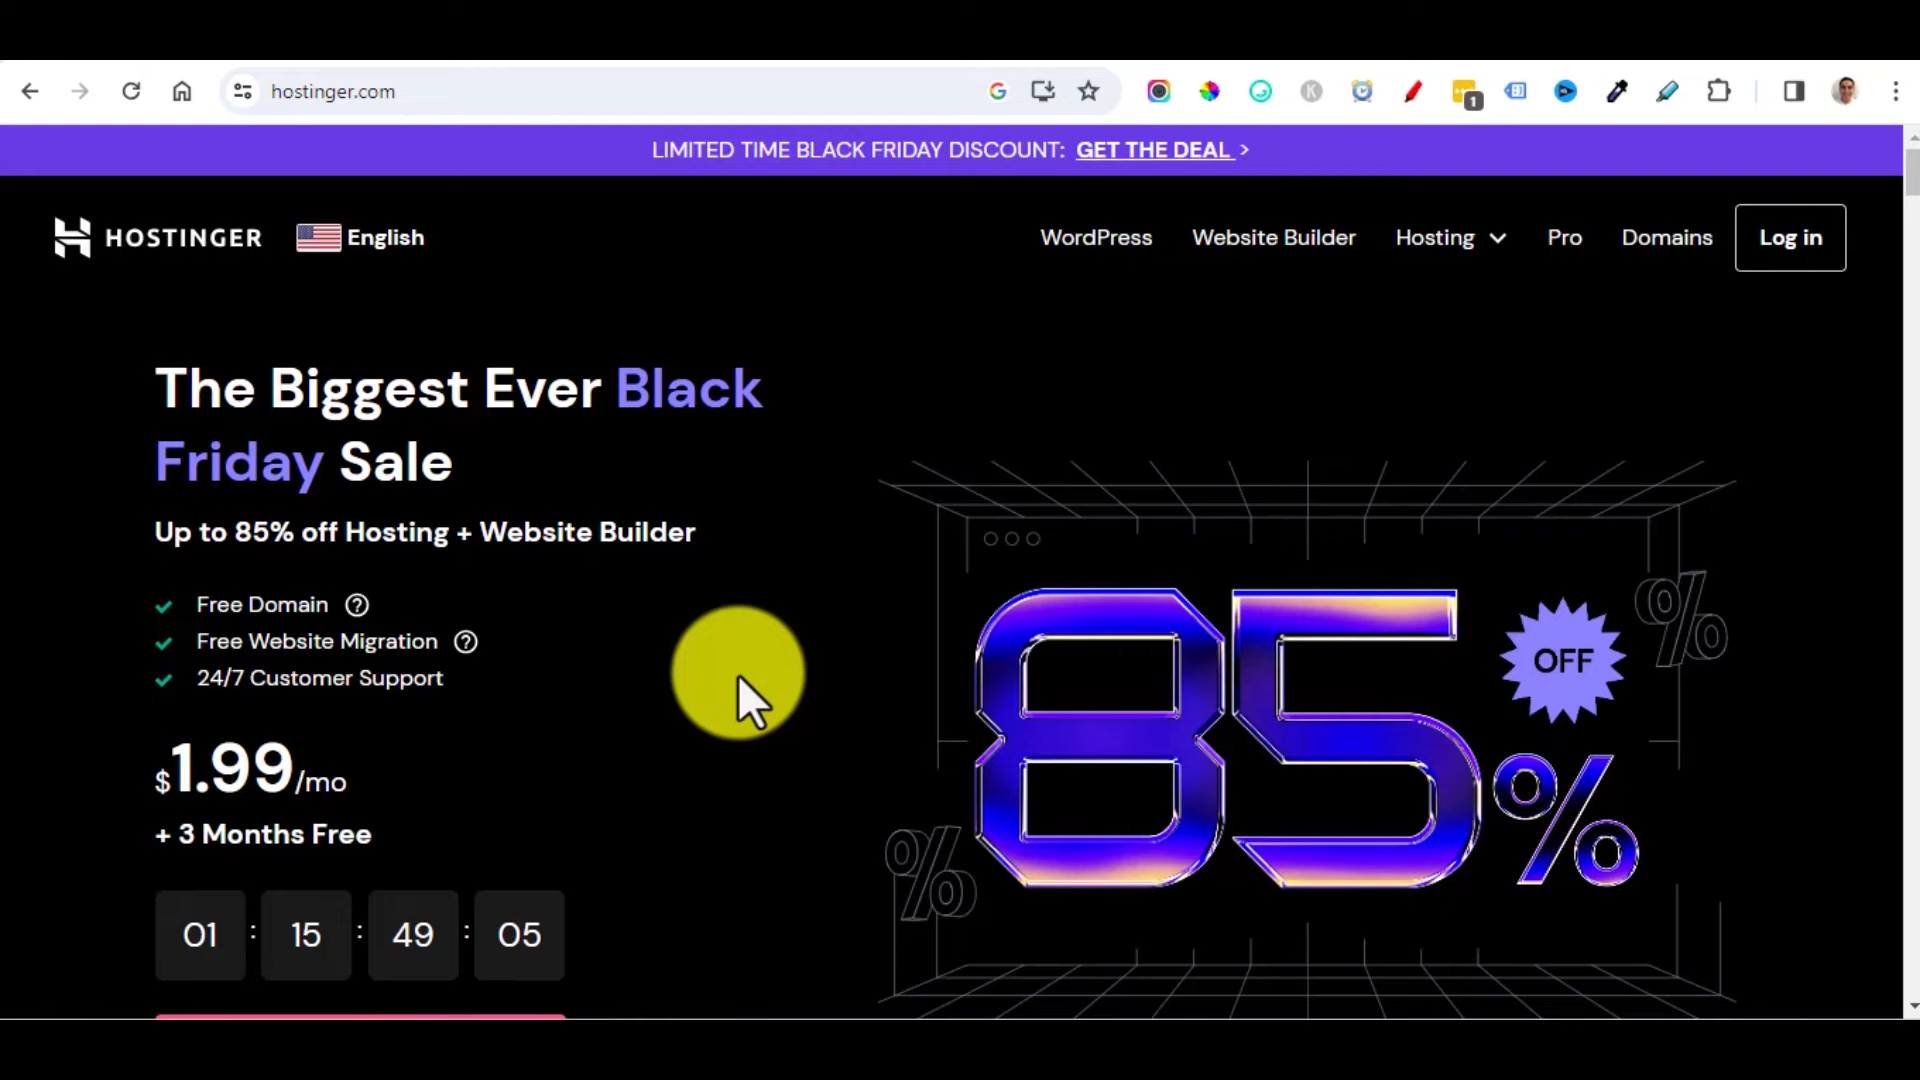 hostinger.com
1
LIMITED TIME BLACK FRIDAY DISCOUNT: GET THE DEAL >
HOSTINGER English WordPress Website Builder Hosting Pro Domains Log in
The Biggest Ever Black
Friday Sale
Up to 85% off Hosting + Website Builder
Free Domain ?
Free Website Migration ?
24/7 Customer Support
$1.99/mo
+ 3 Months Free
01 : 15 : 49 : 05
85%
OFF
%
%